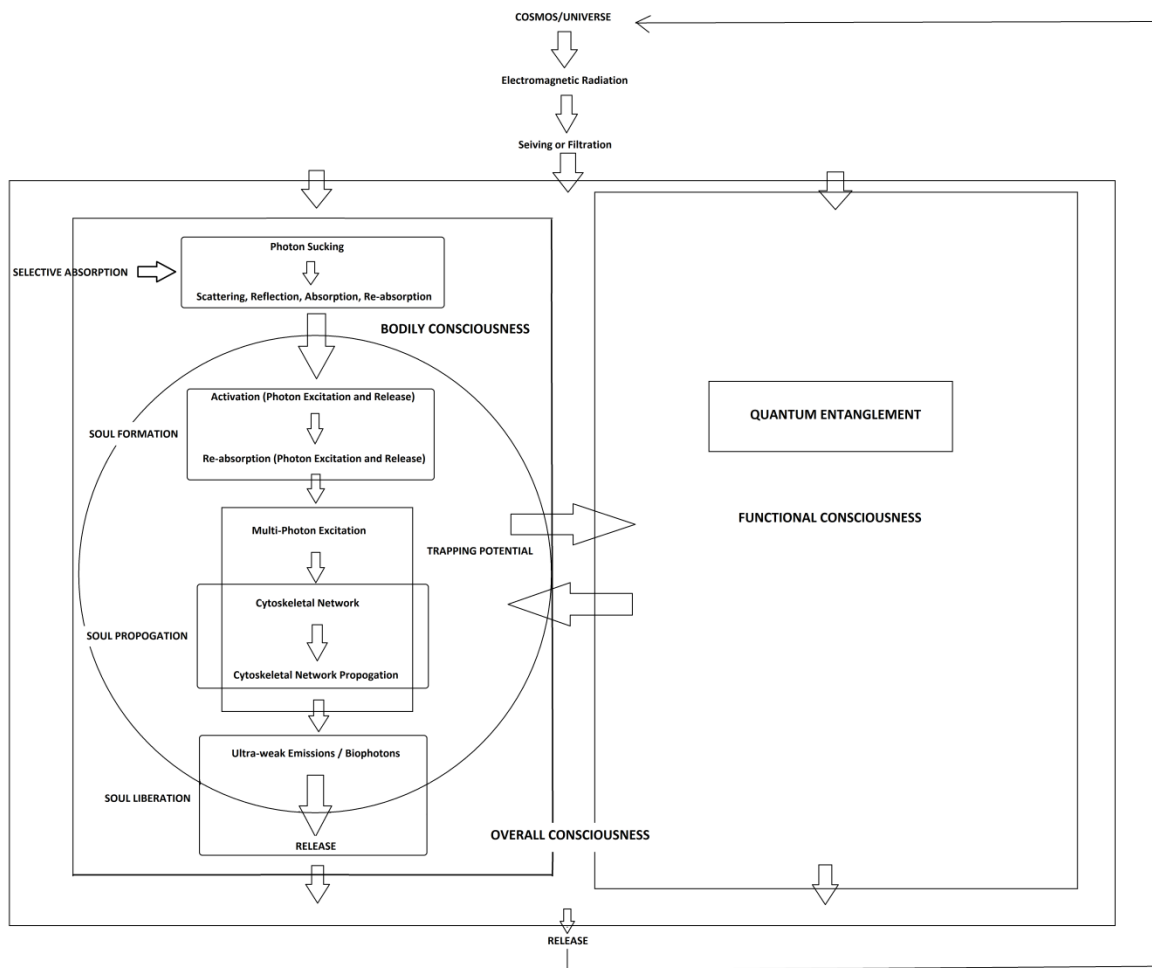 COSMOS/UNIVERSE
Electromagnetic Radiation
Seiving or Filtration
Photon Sucking
SELECTIVE ABSORPTION
Scattering, Reflection, Absorption, Re-absorption
BODILY CONSCIOUSNESS
Activation (Photon Excitation and Release)
SOUL FORMATION
Re-absorption (Photon Excitation and Release)
Multi-Photon Excitation
TRAPPING POTENTIAL
Cytoskeletal Network
SOUL PROPOGATION
Cytoskeletal Network Propogation
Ultra-weak Emissions / Biophotons
SOUL LIBERATION
RELEASE
QUANTUM ENTANGLEMENT
FUNCTIONAL CONSCIOUSNESS
OVERALL CONSCIOUSNESS
RELEASE